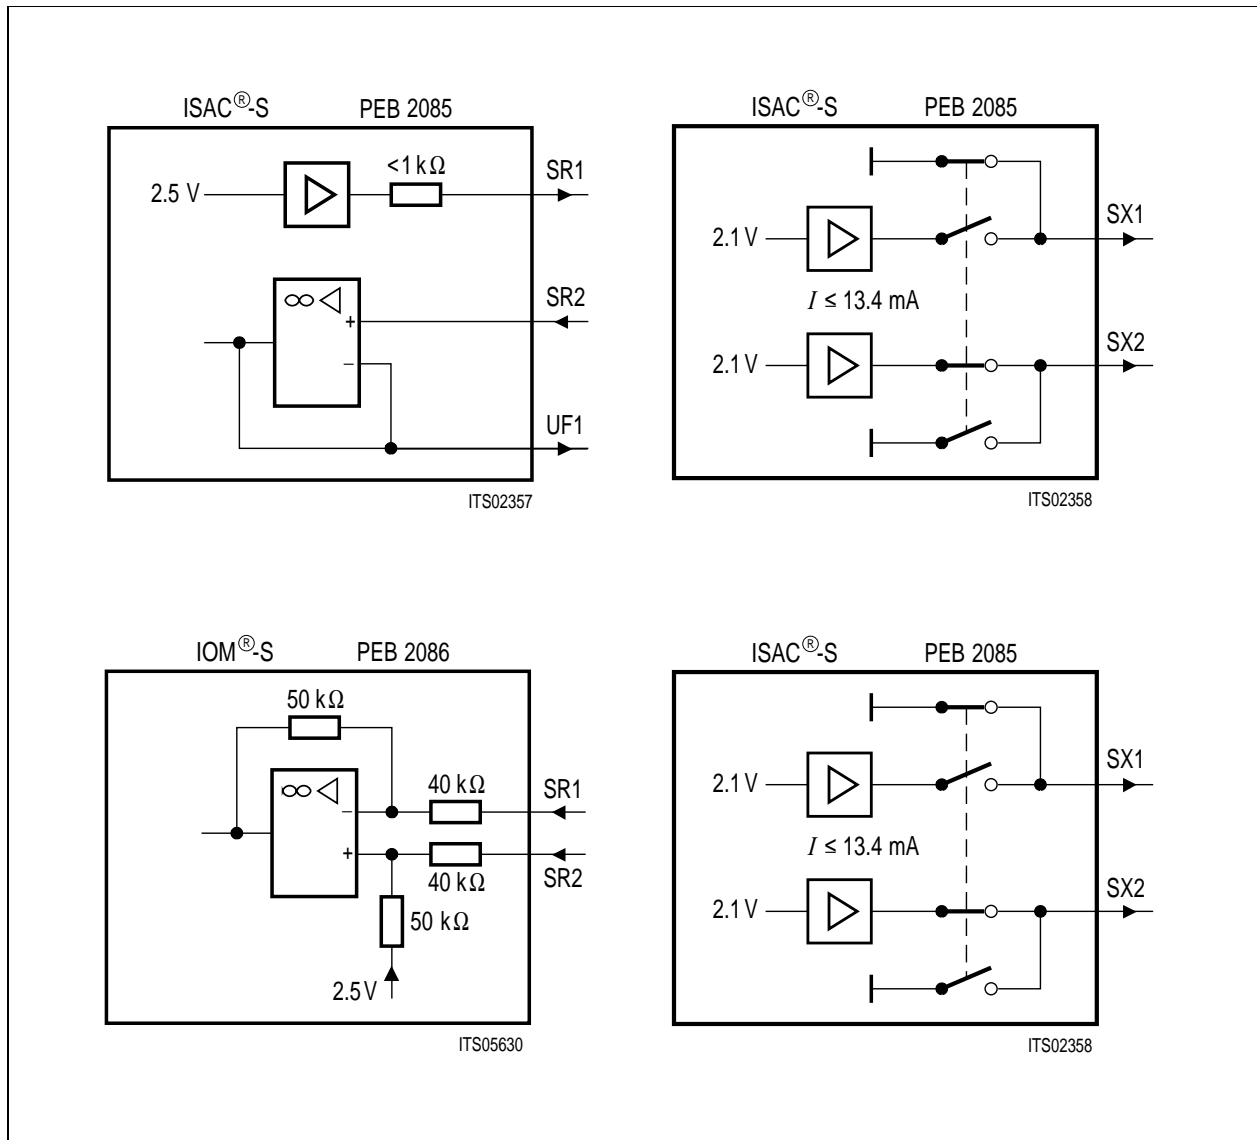 ISAC®-S PEB 2085
<1 kΩ
2.5 V
SR1
∞
+
–
SR2
UF1
ITS02357
ISAC®-S PEB 2085
2.1 V
SX1
I ≤ 13.4 mA
2.1 V
SX2
ITS02358
IOM®-S PEB 2086
50 kΩ
∞
–
+
40 kΩ
SR1
40 kΩ
SR2
50 kΩ
2.5 V
ITS05630
ISAC®-S PEB 2085
2.1 V
SX1
I ≤ 13.4 mA
2.1 V
SX2
ITS02358